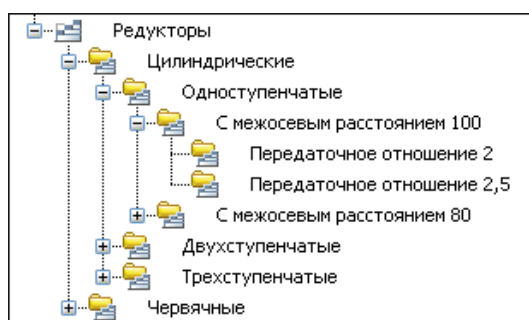 Редукторы
Цилиндрические
Одноступенчатые
С межосевым расстоянием 100
Передаточное отношение 2
Передаточное отношение 2,5
С межосевым расстоянием 80
Двухступенчатые
Трехступенчатые
Червячные